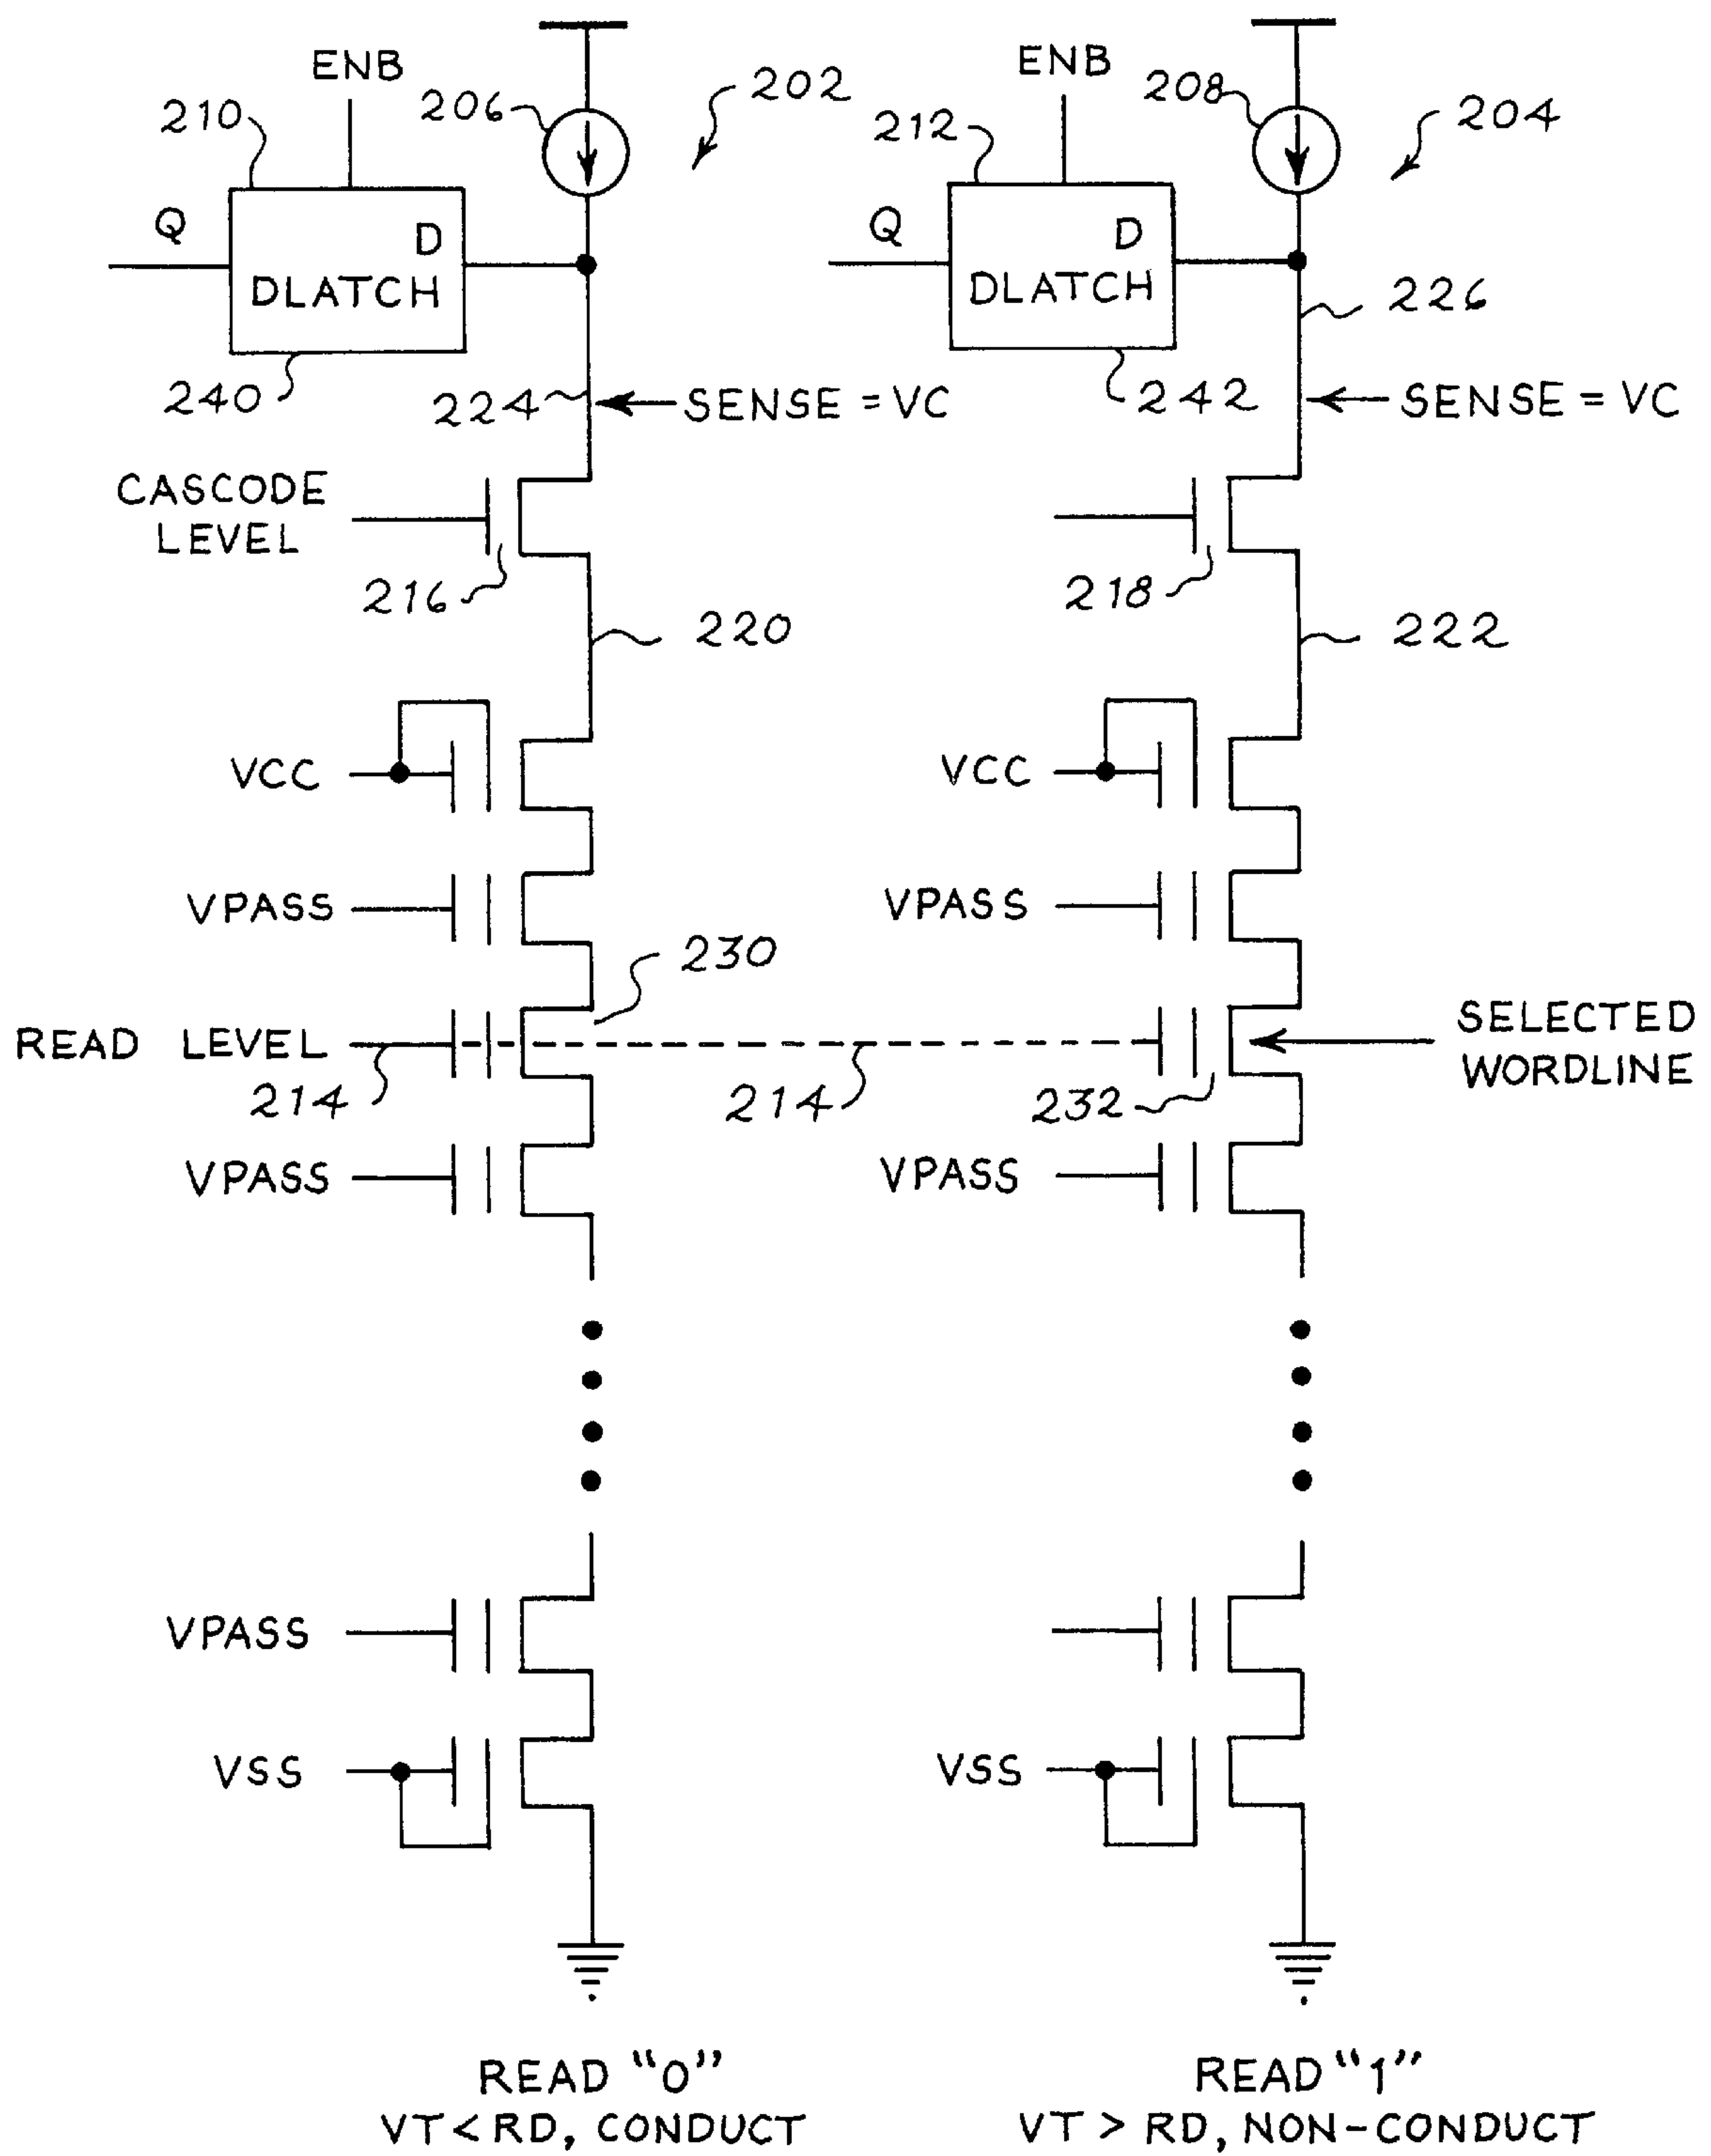 ENB
210
206
202
Q
D
DLATCH
240
224
SENSE = VC
CASCODE
LEVEL
216
220
VCC
VPASS
230
READ LEVEL
214
VPASS
VPASS
VSS
READ "0"
VT < RD, CONDUCT
ENB
212
208
204
Q
D
DLATCH
242
226
SENSE = VC
218
222
VCC
VPASS
214
232
SELECTED
WORDLINE
VPASS
VSS
READ "1"
VT > RD, NON-CONDUCT